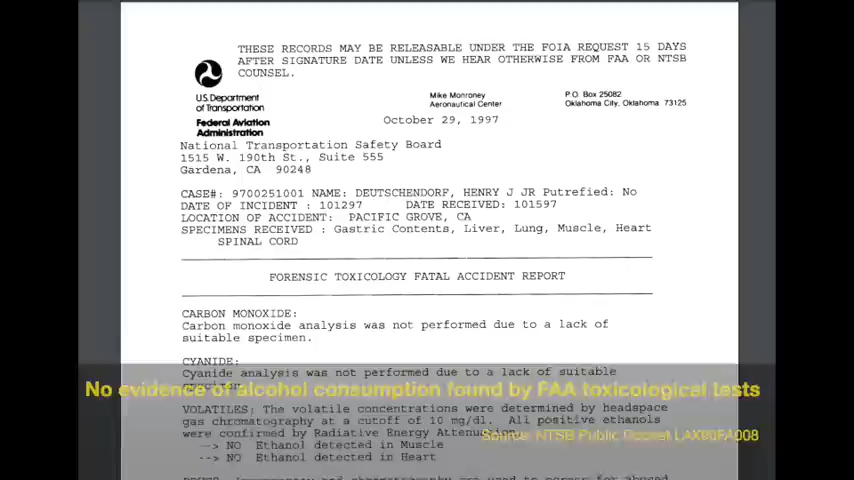 THESE RECORDS MAY BE RELEASABLE UNDER THE FOIA REQUEST 15 DAYS
AFTER SIGNATURE DATE UNLESS WE HEAR OTHERWISE FROM FAA OR NTSB
COUNSEL.
U.S. Department
of Transportation
Federal Aviation
Administration
Mike Monroney
Aeronautical Center
P.O. Box 25082
Oklahoma City, Oklahoma 73125
October 29, 1997
National Transportation Safety Board
1515 W. 190th St., Suite 555
Gardena, CA 90248
CASE#: 9700251001 NAME: DEUTSCHENDORF, HENRY J JR Putrefied: No
DATE OF INCIDENT : 101297 DATE RECEIVED: 101597
LOCATION OF ACCIDENT: PACIFIC GROVE, CA
SPECIMENS RECEIVED : Gastric Contents, Liver, Lung, Muscle, Heart
SPINAL CORD
FORENSIC TOXICOLOGY FATAL ACCIDENT REPORT
CARBON MONOXIDE:
Carbon monoxide analysis was not performed due to a lack of
suitable specimen.
CYANIDE:
Cyanide analysis was not performed due to a lack of suitable
No evidence of alcohol consumption found by FAA toxicological tests
VOLATILES: The volatile concentrations were determined by headspace
gas chromatography at a cutoff of 10 mg/dl. All positive ethanols
were confirmed by Radiative Energy Attenuation.
Source: NTSB Public Docket LAX98FA008
--> NO Ethanol detected in Muscle
--> NO Ethanol detected in Heart